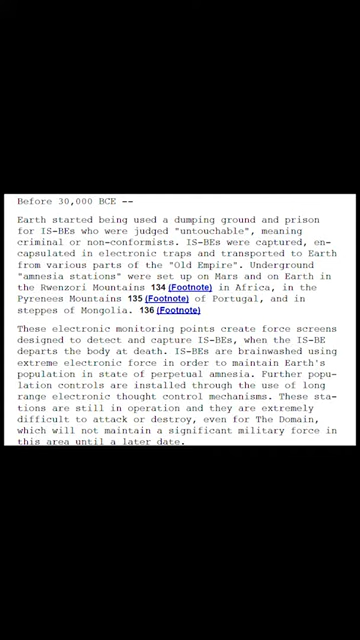 Before 30,000 BCE --
Earth started being used a dumping ground and prison
for IS-BEs who were judged "untouchable", meaning
criminal or non-conformists. IS-BEs were captured, en-
capsulated in electronic traps and transported to Earth
from various parts of the "Old Empire". Underground
"amnesia stations" were set up on Mars and on Earth in
the Rwenzori Mountains 134 (Footnote) in Africa, in the
Pyrenees Mountains 135 (Footnote) of Portugal, and in
steppes of Mongolia. 136 (Footnote)
These electronic monitoring points create force screens
designed to detect and capture IS-BEs, when the IS-BE
departs the body at death. IS-BEs are brainwashed using
extreme electronic force in order to maintain Earth's
population in state of perpetual amnesia. Further popu-
lation controls are installed through the use of long
range electronic thought control mechanisms. These sta-
tions are still in operation and they are extremely
difficult to attack or destroy, even for The Domain,
which will not maintain a significant military force in
this area until a later date.